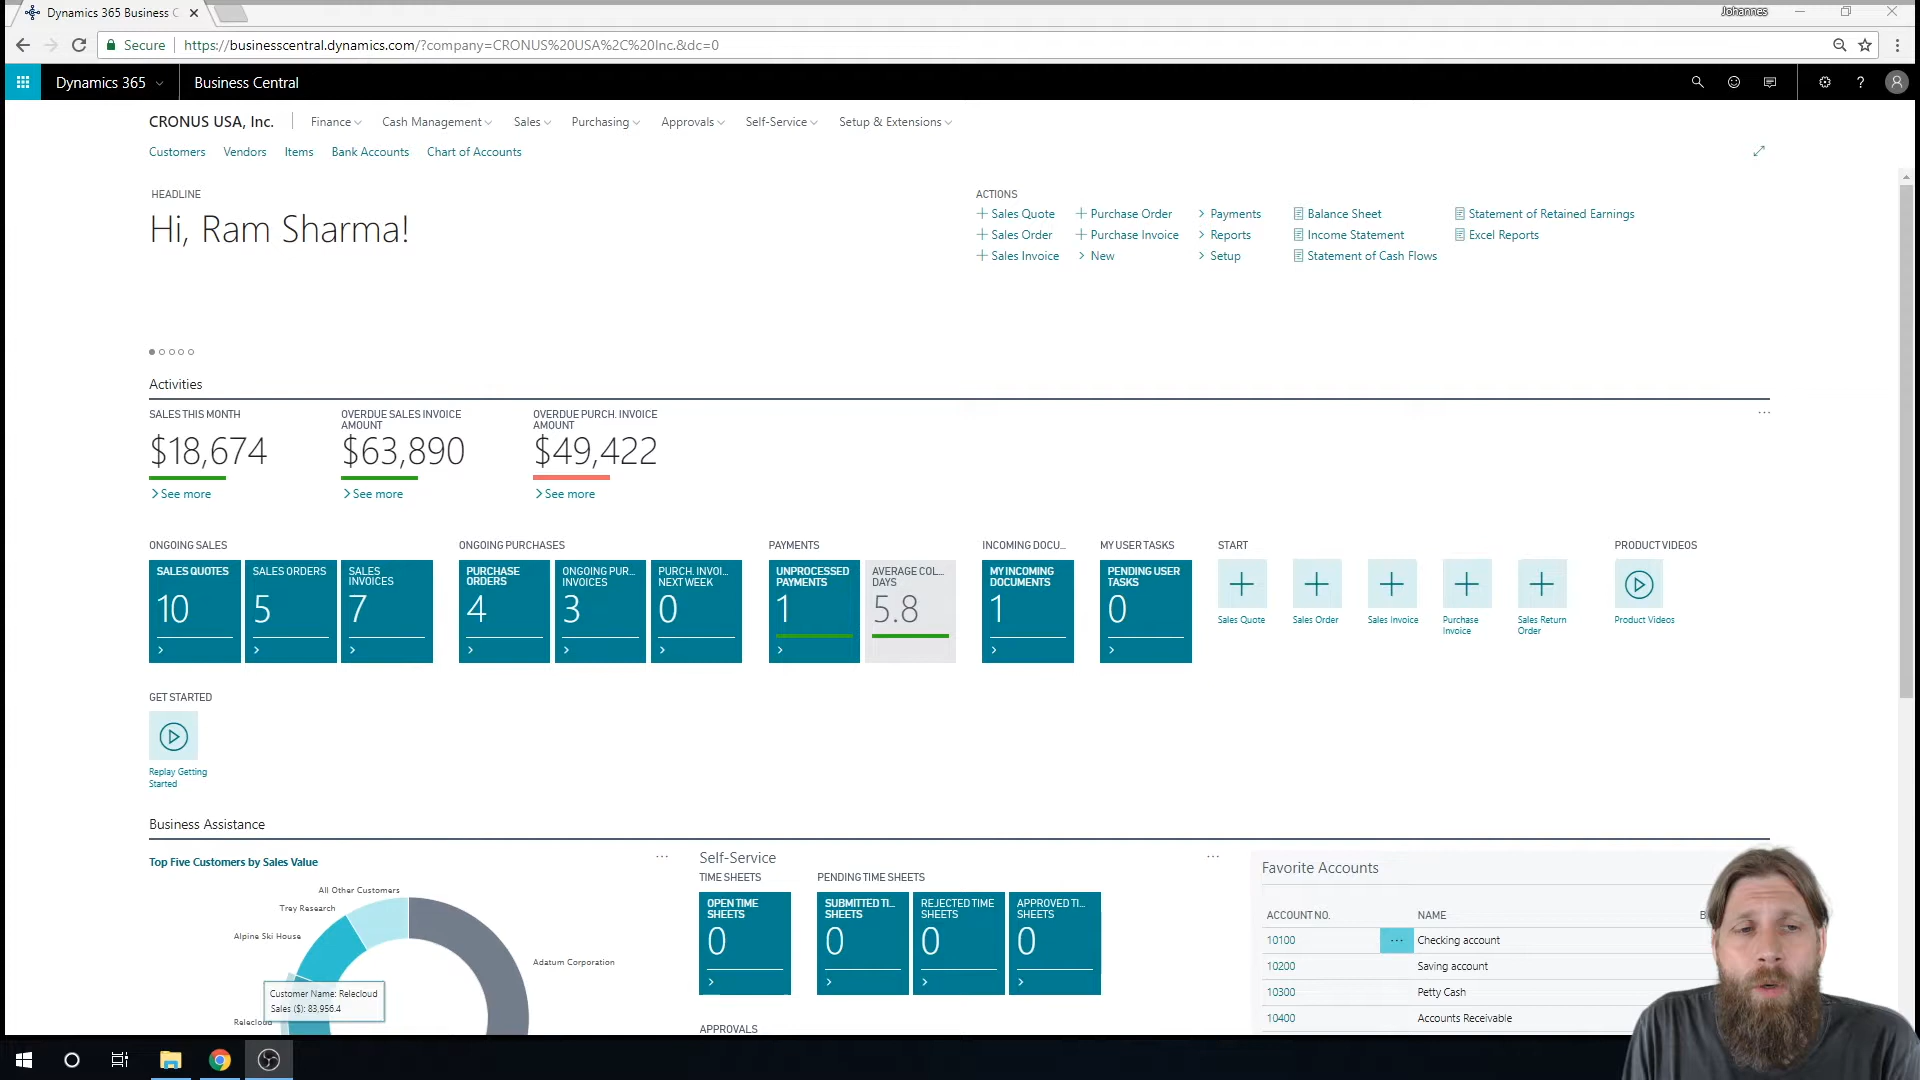 Dynamics 365 Business C
Johannes
Secure
https://businesscentral.dynamics.com/?company=CRONUS%20USA%2C%20Inc.&dc=0
Dynamics 365
Business Central
?
CRONUS USA, Inc.
Finance
Cash Management
Sales
Purchasing
Approvals
Self-Service
Setup & Extensions
Customers
Vendors
Items
Bank Accounts
Chart of Accounts
HEADLINE
Hi, Ram Sharma!
ACTIONS
+ Sales Quote
+ Purchase Order
> Payments
Balance Sheet
Statement of Retained Earnings
+ Sales Order
+ Purchase Invoice
> Reports
Income Statement
Excel Reports
+ Sales Invoice
> New
> Setup
Statement of Cash Flows
Activities
SALES THIS MONTH
$18,674
> See more
OVERDUE SALES INVOICE
AMOUNT
$63,890
> See more
OVERDUE PURCH. INVOICE
AMOUNT
$49,422
> See more
ONGOING SALES
SALES QUOTES
10
SALES ORDERS
5
SALES
INVOICES
7
ONGOING PURCHASES
PURCHASE
ORDERS
4
ONGOING PUR...
INVOICES
3
PURCH. INVOI...
NEXT WEEK
0
PAYMENTS
UNPROCESSED
PAYMENTS
1
AVERAGE COL...
DAYS
5.8
INCOMING DOCU...
MY INCOMING
DOCUMENTS
1
MY USER TASKS
PENDING USER
TASKS
0
START
Sales Quote
Sales Order
Sales Invoice
Purchase
Invoice
Sales Return
Order
PRODUCT VIDEOS
Product Videos
GET STARTED
Replay Getting
Started
Business Assistance
Top Five Customers by Sales Value
All Other Customers
Trey Research
Alpine Ski House
Adatum Corporation
Customer Name: Relecloud
Sales ($): 83,956.4
Relecloud
Self-Service
TIME SHEETS
OPEN TIME
SHEETS
0
PENDING TIME SHEETS
SUBMITTED TI...
SHEETS
0
REJECTED TIME
SHEETS
0
APPROVED TI...
SHEETS
0
APPROVALS
Favorite Accounts
ACCOUNT NO.
NAME
B
10100
Checking account
10200
Saving account
10300
Petty Cash
10400
Accounts Receivable